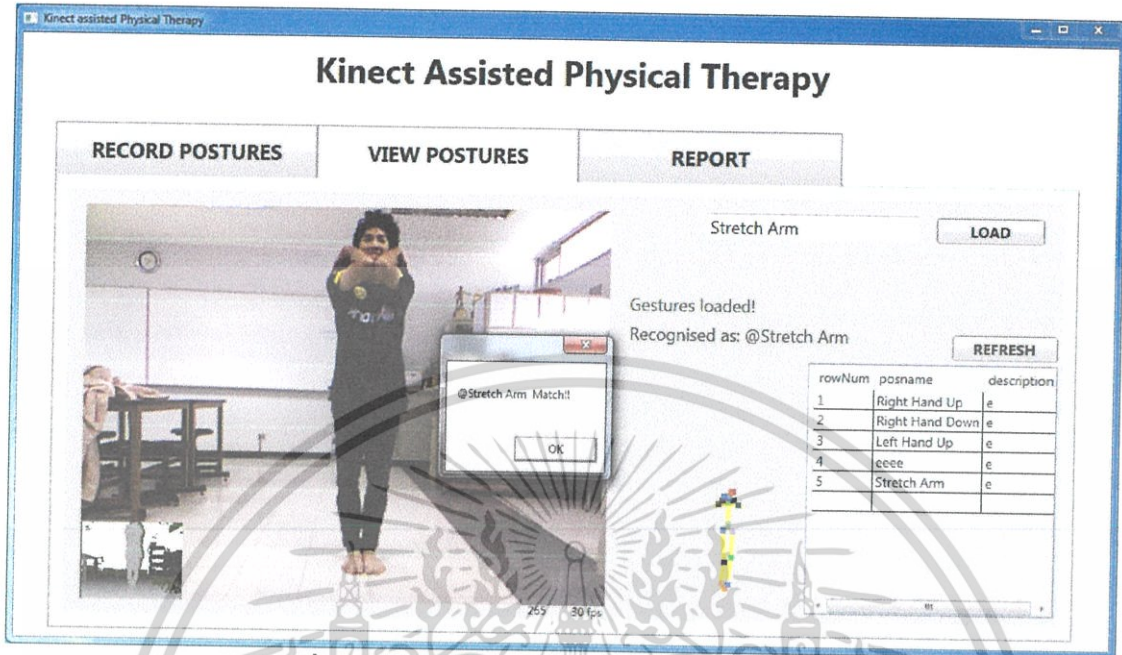 Kinect assisted Physical Therapy
Kinect Assisted Physical Therapy
RECORD POSTURES VIEW POSTURES REPORT
Stretch Arm LOAD
Gestures loaded!
Recognised as: @Stretch Arm
REFRESH
@Stretch Arm Match!!
OK
rowNum posname description
1 Right Hand Up e
2 Right Hand Down e
3 Left Hand Up e
4 eeee e
5 Stretch Arm e
265 30 fps